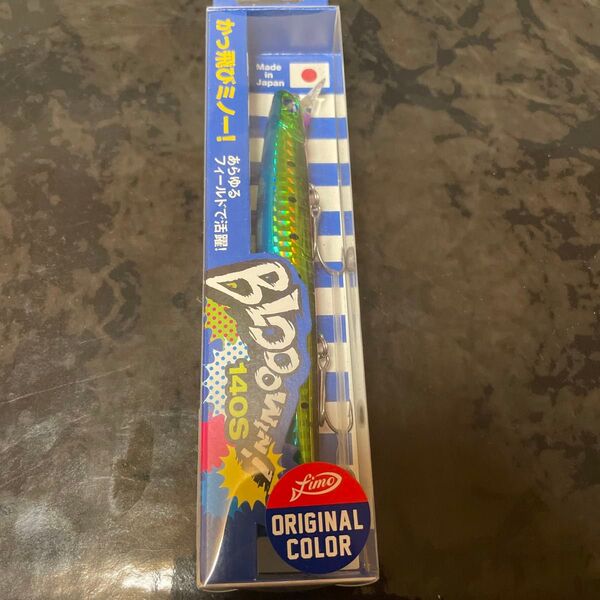 かっ飛びミノー!
あらゆる
フィールドで活躍!
Made
in
Japan
BLOOOWIN!
140S
Limo
ORIGINAL
COLOR